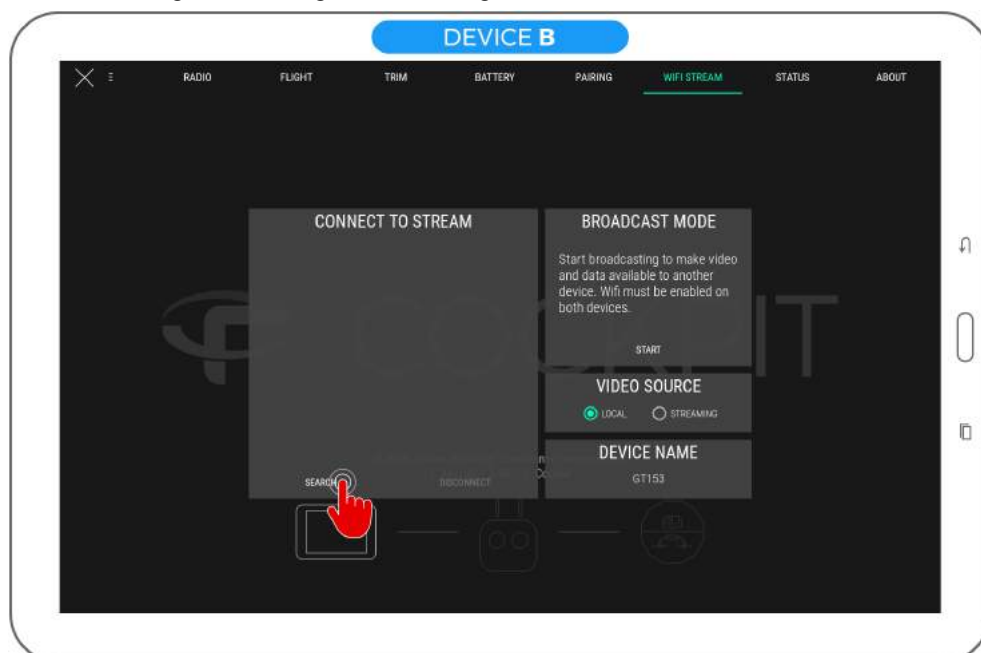 DEVICE B
RADIO FLIGHT TRIM BATTERY PAIRING WIFI STREAM STATUS ABOUT
CONNECT TO STREAM
SEARCH
DISCONNECT
BROADCAST MODE
Start broadcasting to make video
and data available to another
device. Wifi must be enabled on
both devices.
START
VIDEO SOURCE
LOCAL STREAMING
DEVICE NAME
GT153
COCKPIT